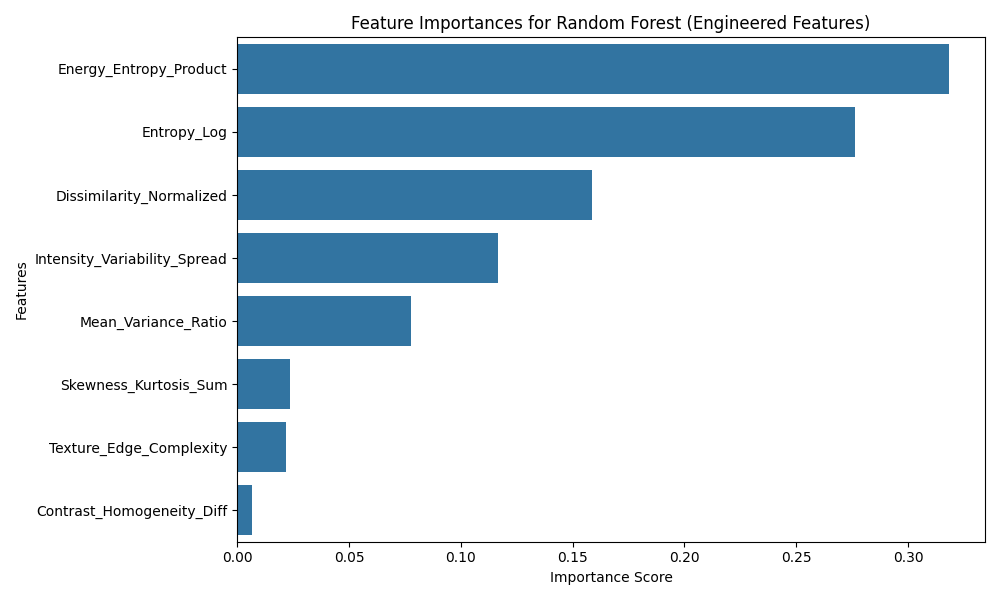 Feature Importances for Random Forest (Engineered Features)
Energy_Entropy_Product
Entropy_Log
Dissimilarity_Normalized
Intensity_Variability_Spread
Mean_Variance_Ratio
Skewness_Kurtosis_Sum
Texture_Edge_Complexity
Contrast_Homogeneity_Diff
Features
0.00 0.05 0.10 0.15 0.20 0.25 0.30
Importance Score